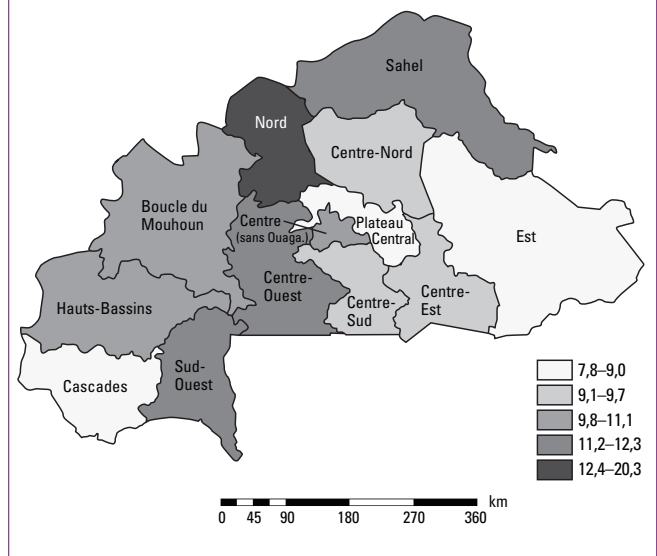 Sahel
Nord
Centre-Nord
Boucle du
Mouhoun
Centre
(sans Ouaga.)
Plateau
Central
Est
Centre-
Ouest
Hauts-Bassins
Centre-
Sud
Centre-
Est
Cascades
Sud-
Ouest
7,8–9,0
9,1–9,7
9,8–11,1
11,2–12,3
12,4–20,3
km
0 45 90 180 270 360